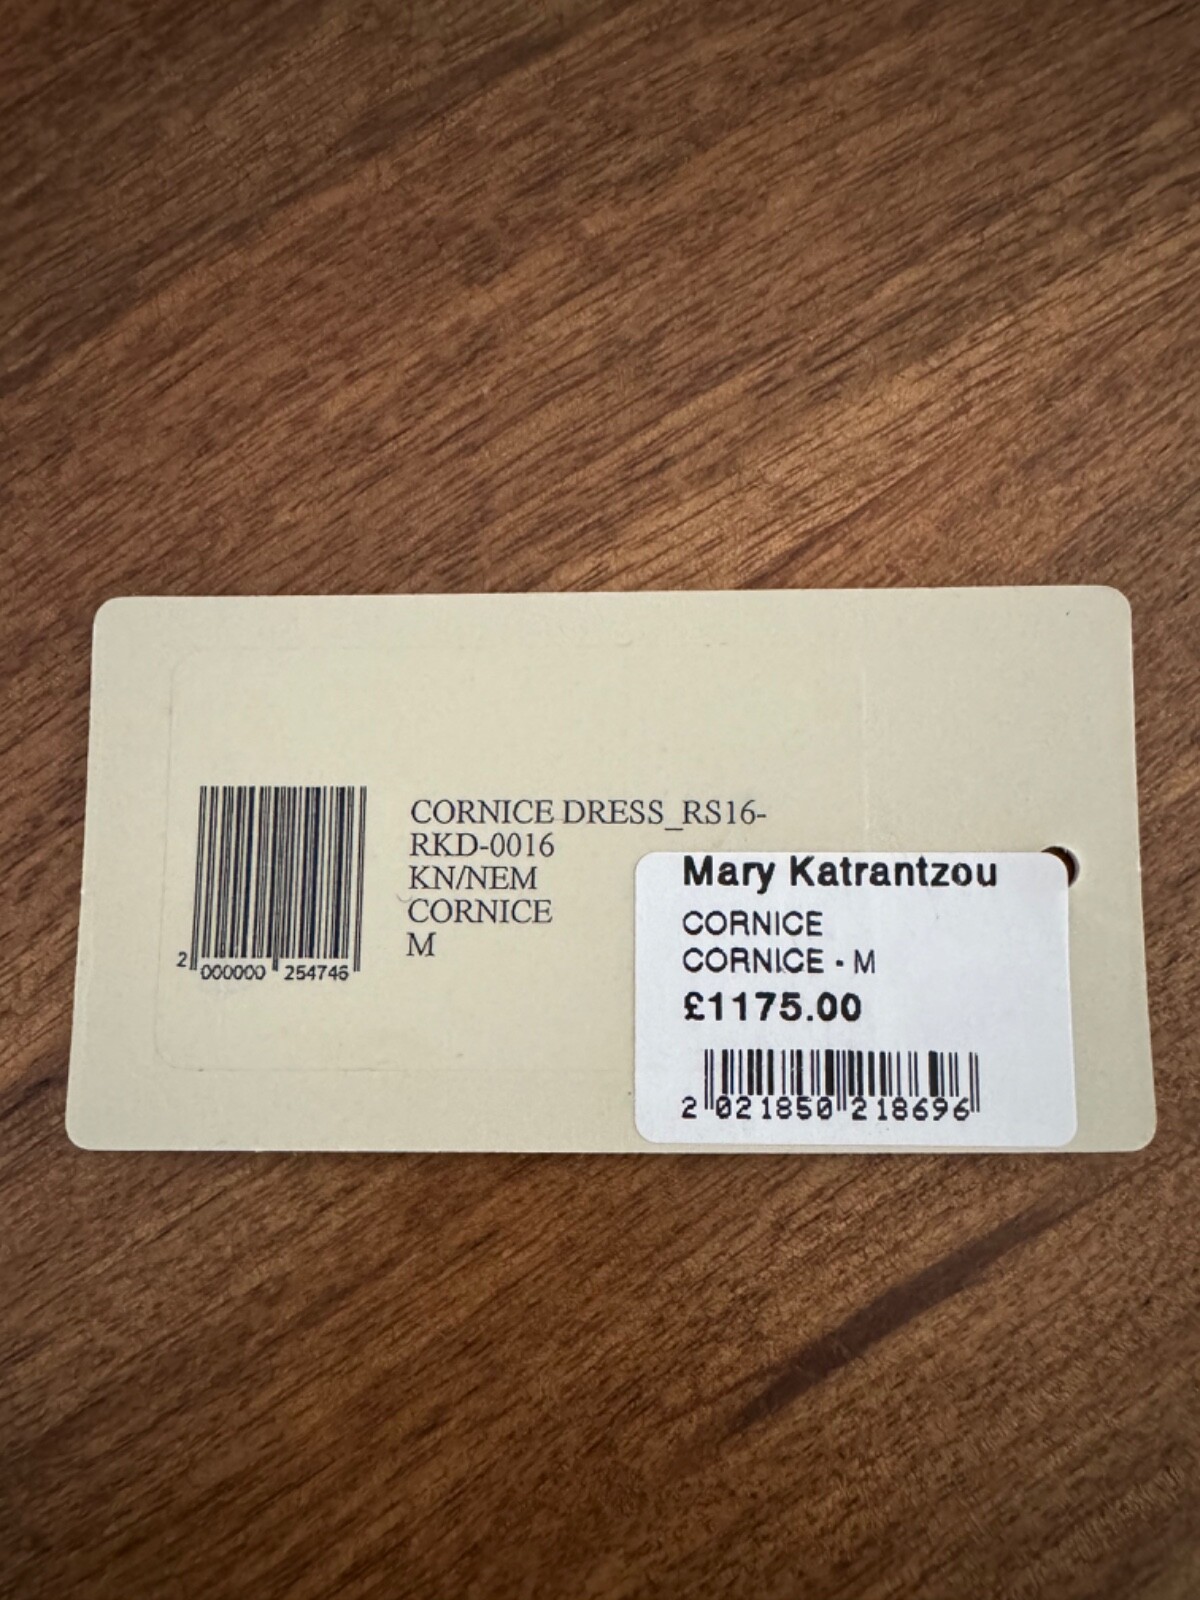 CORNICE DRESS_RS16-
RKD-0016
KN/NEM
CORNICE
M
2 000000 254746
Mary Katrantzou
CORNICE
CORNICE - M
£1175.00
2 021850 218696